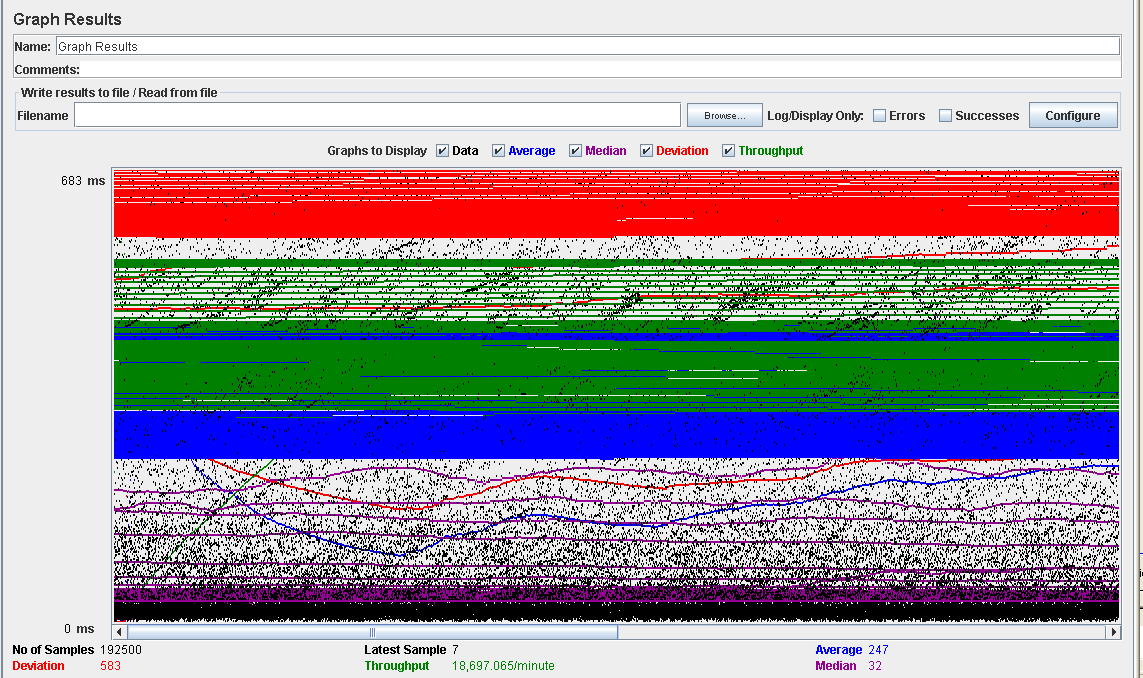 Graph Results
Name: Graph Results
Comments:
Write results to file / Read from file
Filename Browse... Log/Display Only: Errors Successes Configure
Graphs to Display Data Average Median Deviation Throughput
683 ms
0 ms
No of Samples 192500 Latest Sample 7 Average 247
Deviation 583 Throughput 18,697.065/minute Median 32